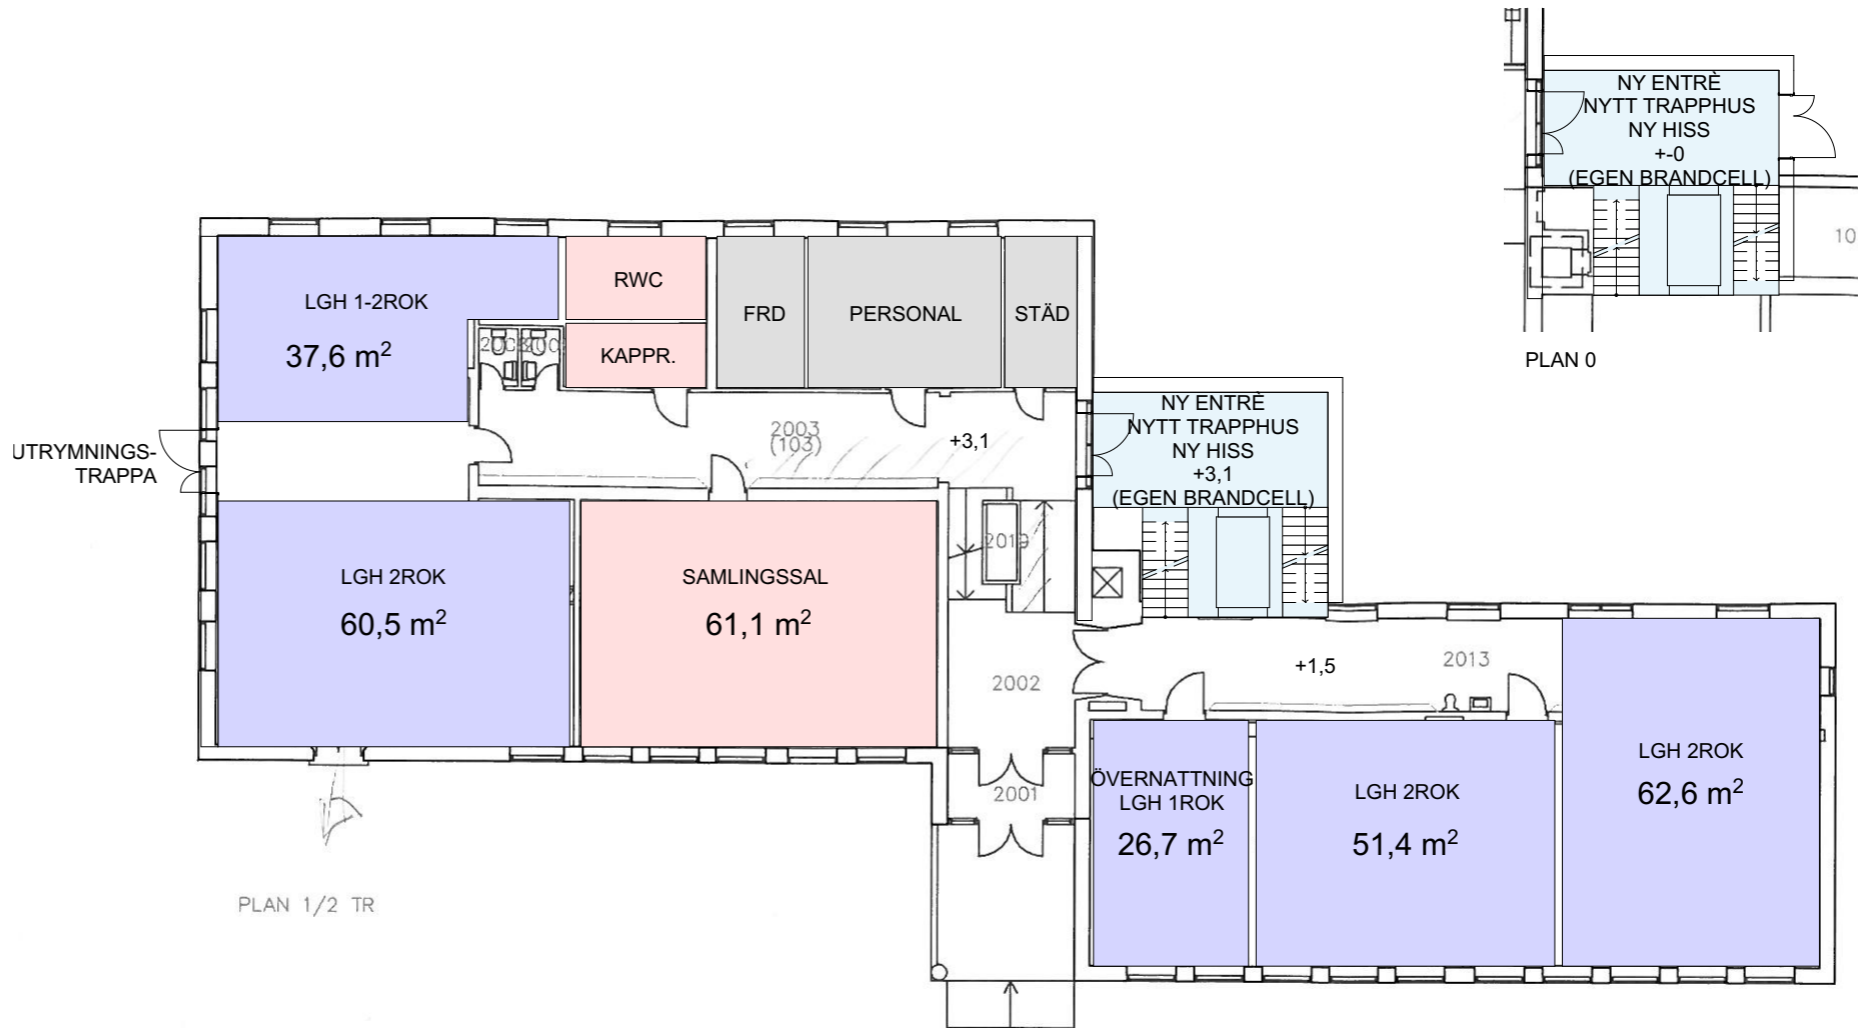 NY ENTRÈ
NYTT TRAPPHUS
NY HISS
+-0
(EGEN BRANDCELL)
10
PLAN 0
LGH 1-2ROK
37,6 m²
RWC
KAPPR.
FRD
PERSONAL
STÄD
UTRYMNINGS-
TRAPPA
2003
(103)
+3,1
NY ENTRÈ
NYTT TRAPPHUS
NY HISS
+3,1
(EGEN BRANDCELL)
LGH 2ROK
60,5 m²
SAMLINGSSAL
61,1 m²
2019
2002
+1,5
2013
2001
ÖVERNATTNING
LGH 1ROK
26,7 m²
LGH 2ROK
51,4 m²
LGH 2ROK
62,6 m²
PLAN 1/2 TR